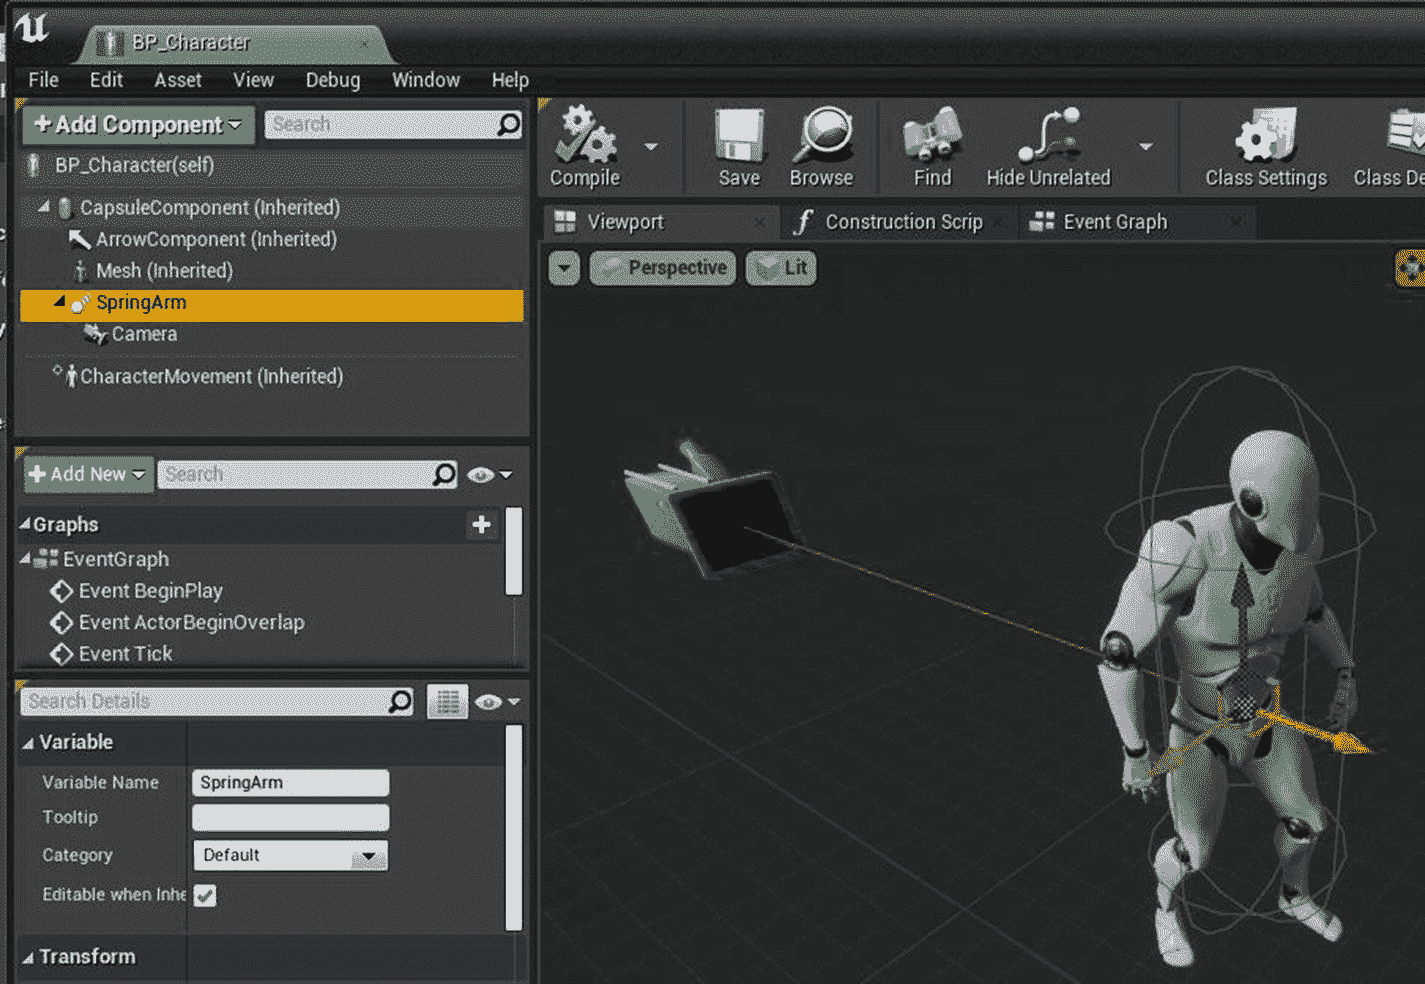 BP_Character
File Edit Asset View Debug Window Help
+Add Component Search
BP_Character(self)
CapsuleComponent (Inherited)
ArrowComponent (Inherited)
Mesh (Inherited)
SpringArm
Camera
CharacterMovement (Inherited)
+Add New Search
Graphs
EventGraph
Event BeginPlay
Event ActorBeginOverlap
Event Tick
Search Details
Variable
Variable Name SpringArm
Tooltip
Category Default
Editable when Inhe
Transform
Compile Save Browse Find Hide Unrelated Class Settings Class De
Viewport Construction Scrip Event Graph
Perspective Lit